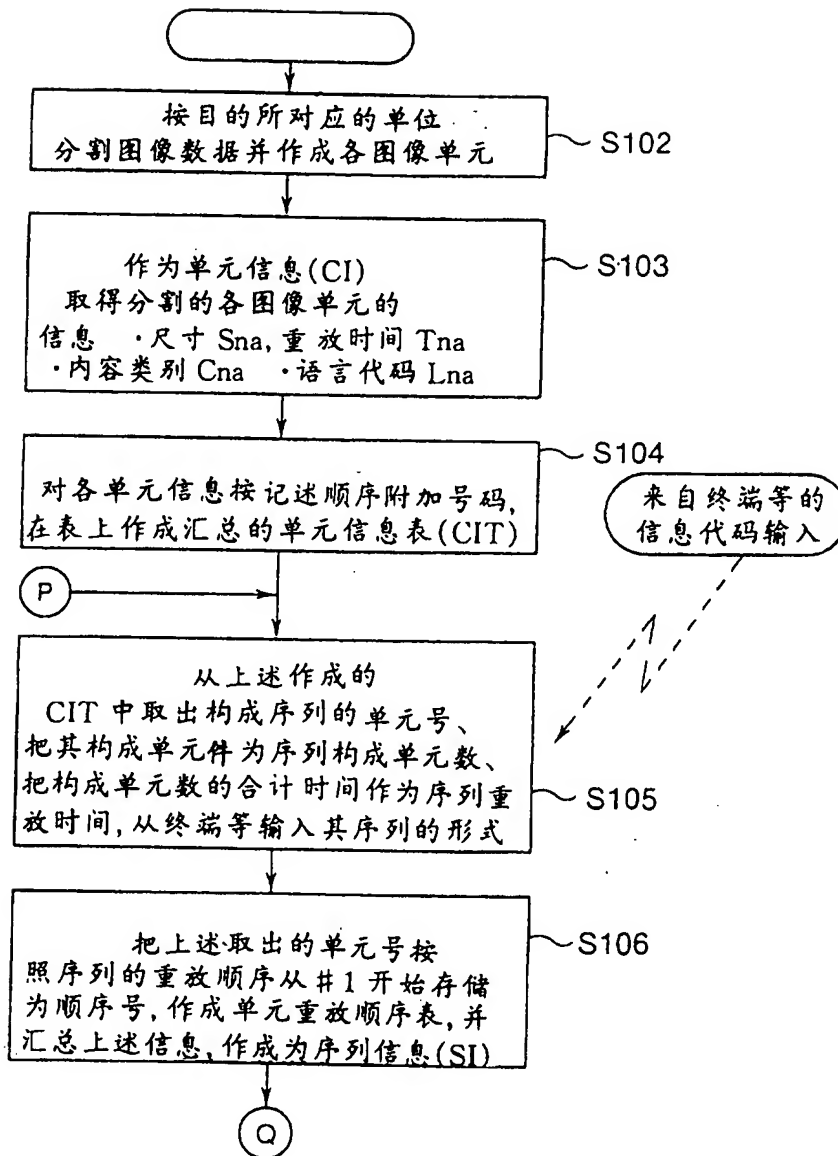 按目的所对应的单位
分割图像数据并作成各图像单元
S102
作为单元信息(CI)
取得分割的各图像单元的
信息 ·尺寸 Sna,重放时间 Tna
·内容类别 Cna ·语言代码 Lna
S103
对各单元信息按记述顺序附加号码,
在表上作成汇总的单元信息表(CIT)
S104
来自终端等的
信息代码输入
P
从上述作成的
CIT 中取出构成序列的单元号、
把其构成单元件为序列构成单元数、
把构成单元数的合计时间作为序列重
放时间,从终端等输入其序列的形式
S105
把上述取出的单元号按
照序列的重放顺序从#1开始存储
为顺序号,作成单元重放顺序表,并
汇总上述信息,作成为序列信息(SI)
S106
Q